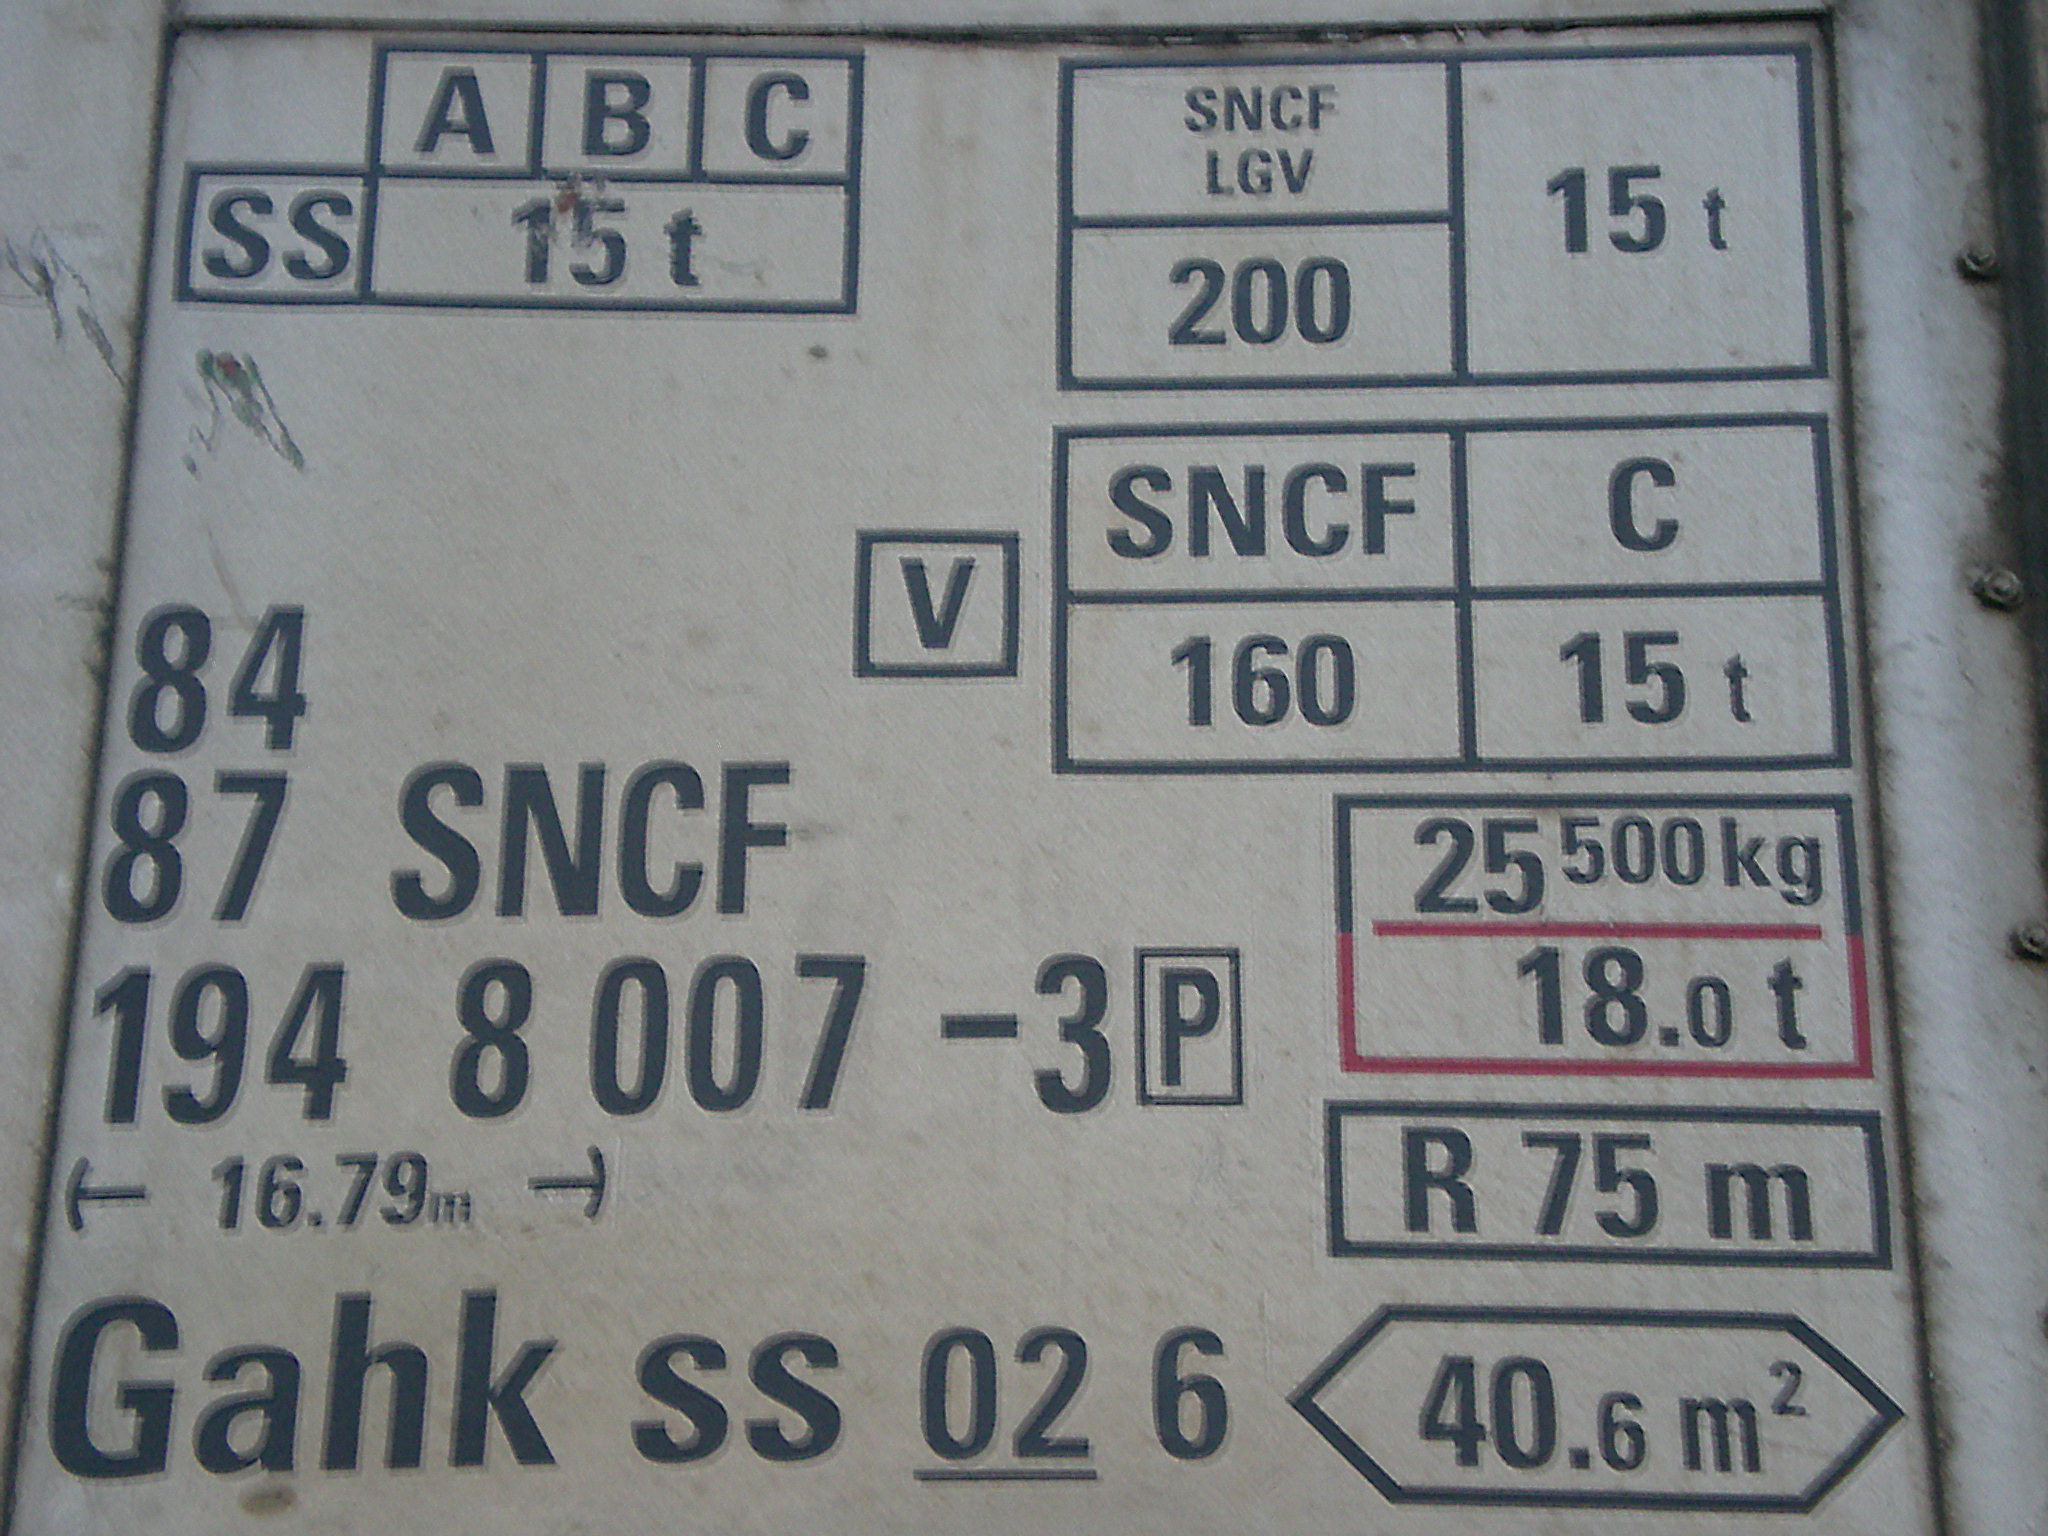 A B C
SS 15 t
SNCF
LGV
200
15 t
V
SNCF C
160 15 t
84
87 SNCF
194 8 007 -3 P
16.79m
Gahk ss 02 6
25 500 kg
18.0 t
R 75 m
40.6 m²